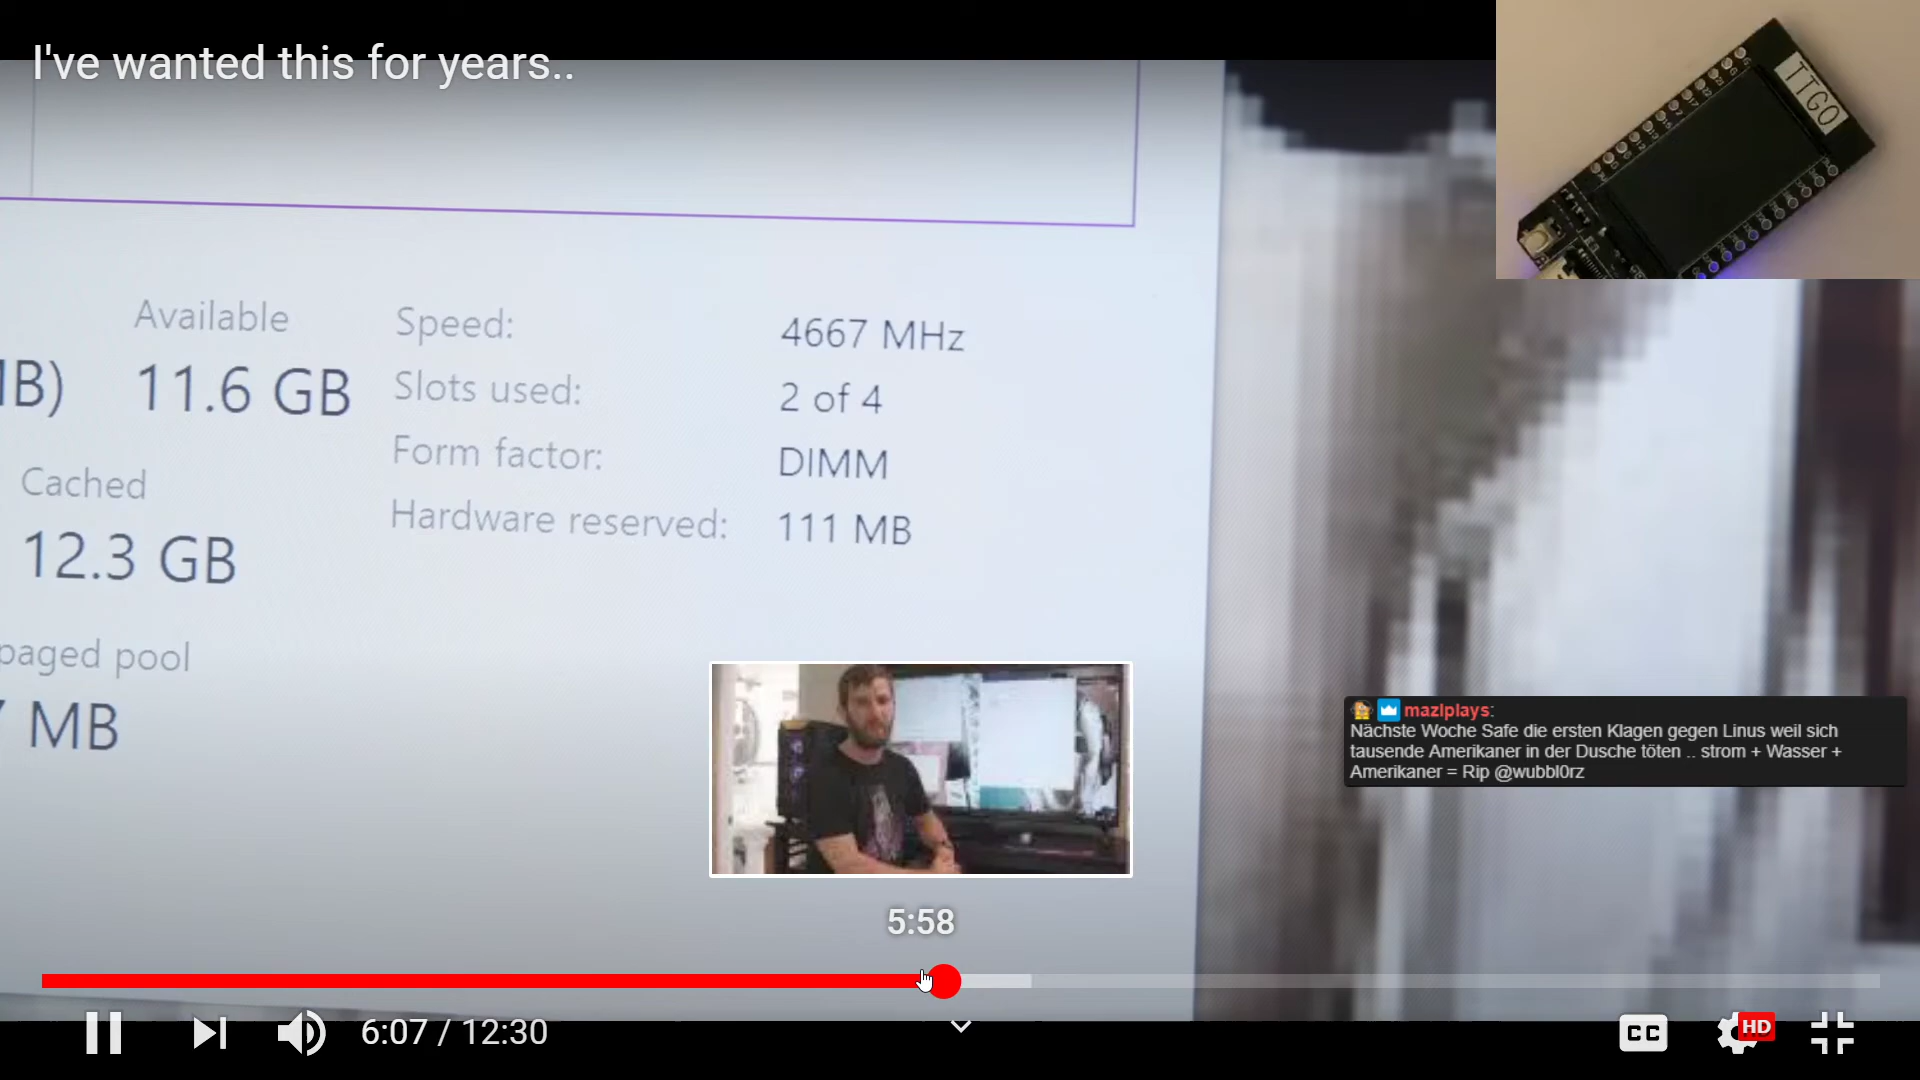 I've wanted this for years..
TTGO
Available
Speed:
4667 MHz
MB)
11.6 GB
Slots used:
2 of 4
Form factor:
DIMM
Cached
Hardware reserved:
111 MB
12.3 GB
paged pool
MB
mazlplays:
Nächste Woche Safe die ersten Klagen gegen Linus weil sich
tausende Amerikaner in der Dusche töten .. strom + Wasser +
Amerikaner = Rip @wubbl0rz
5:58
6:07 / 12:30
CC
HD